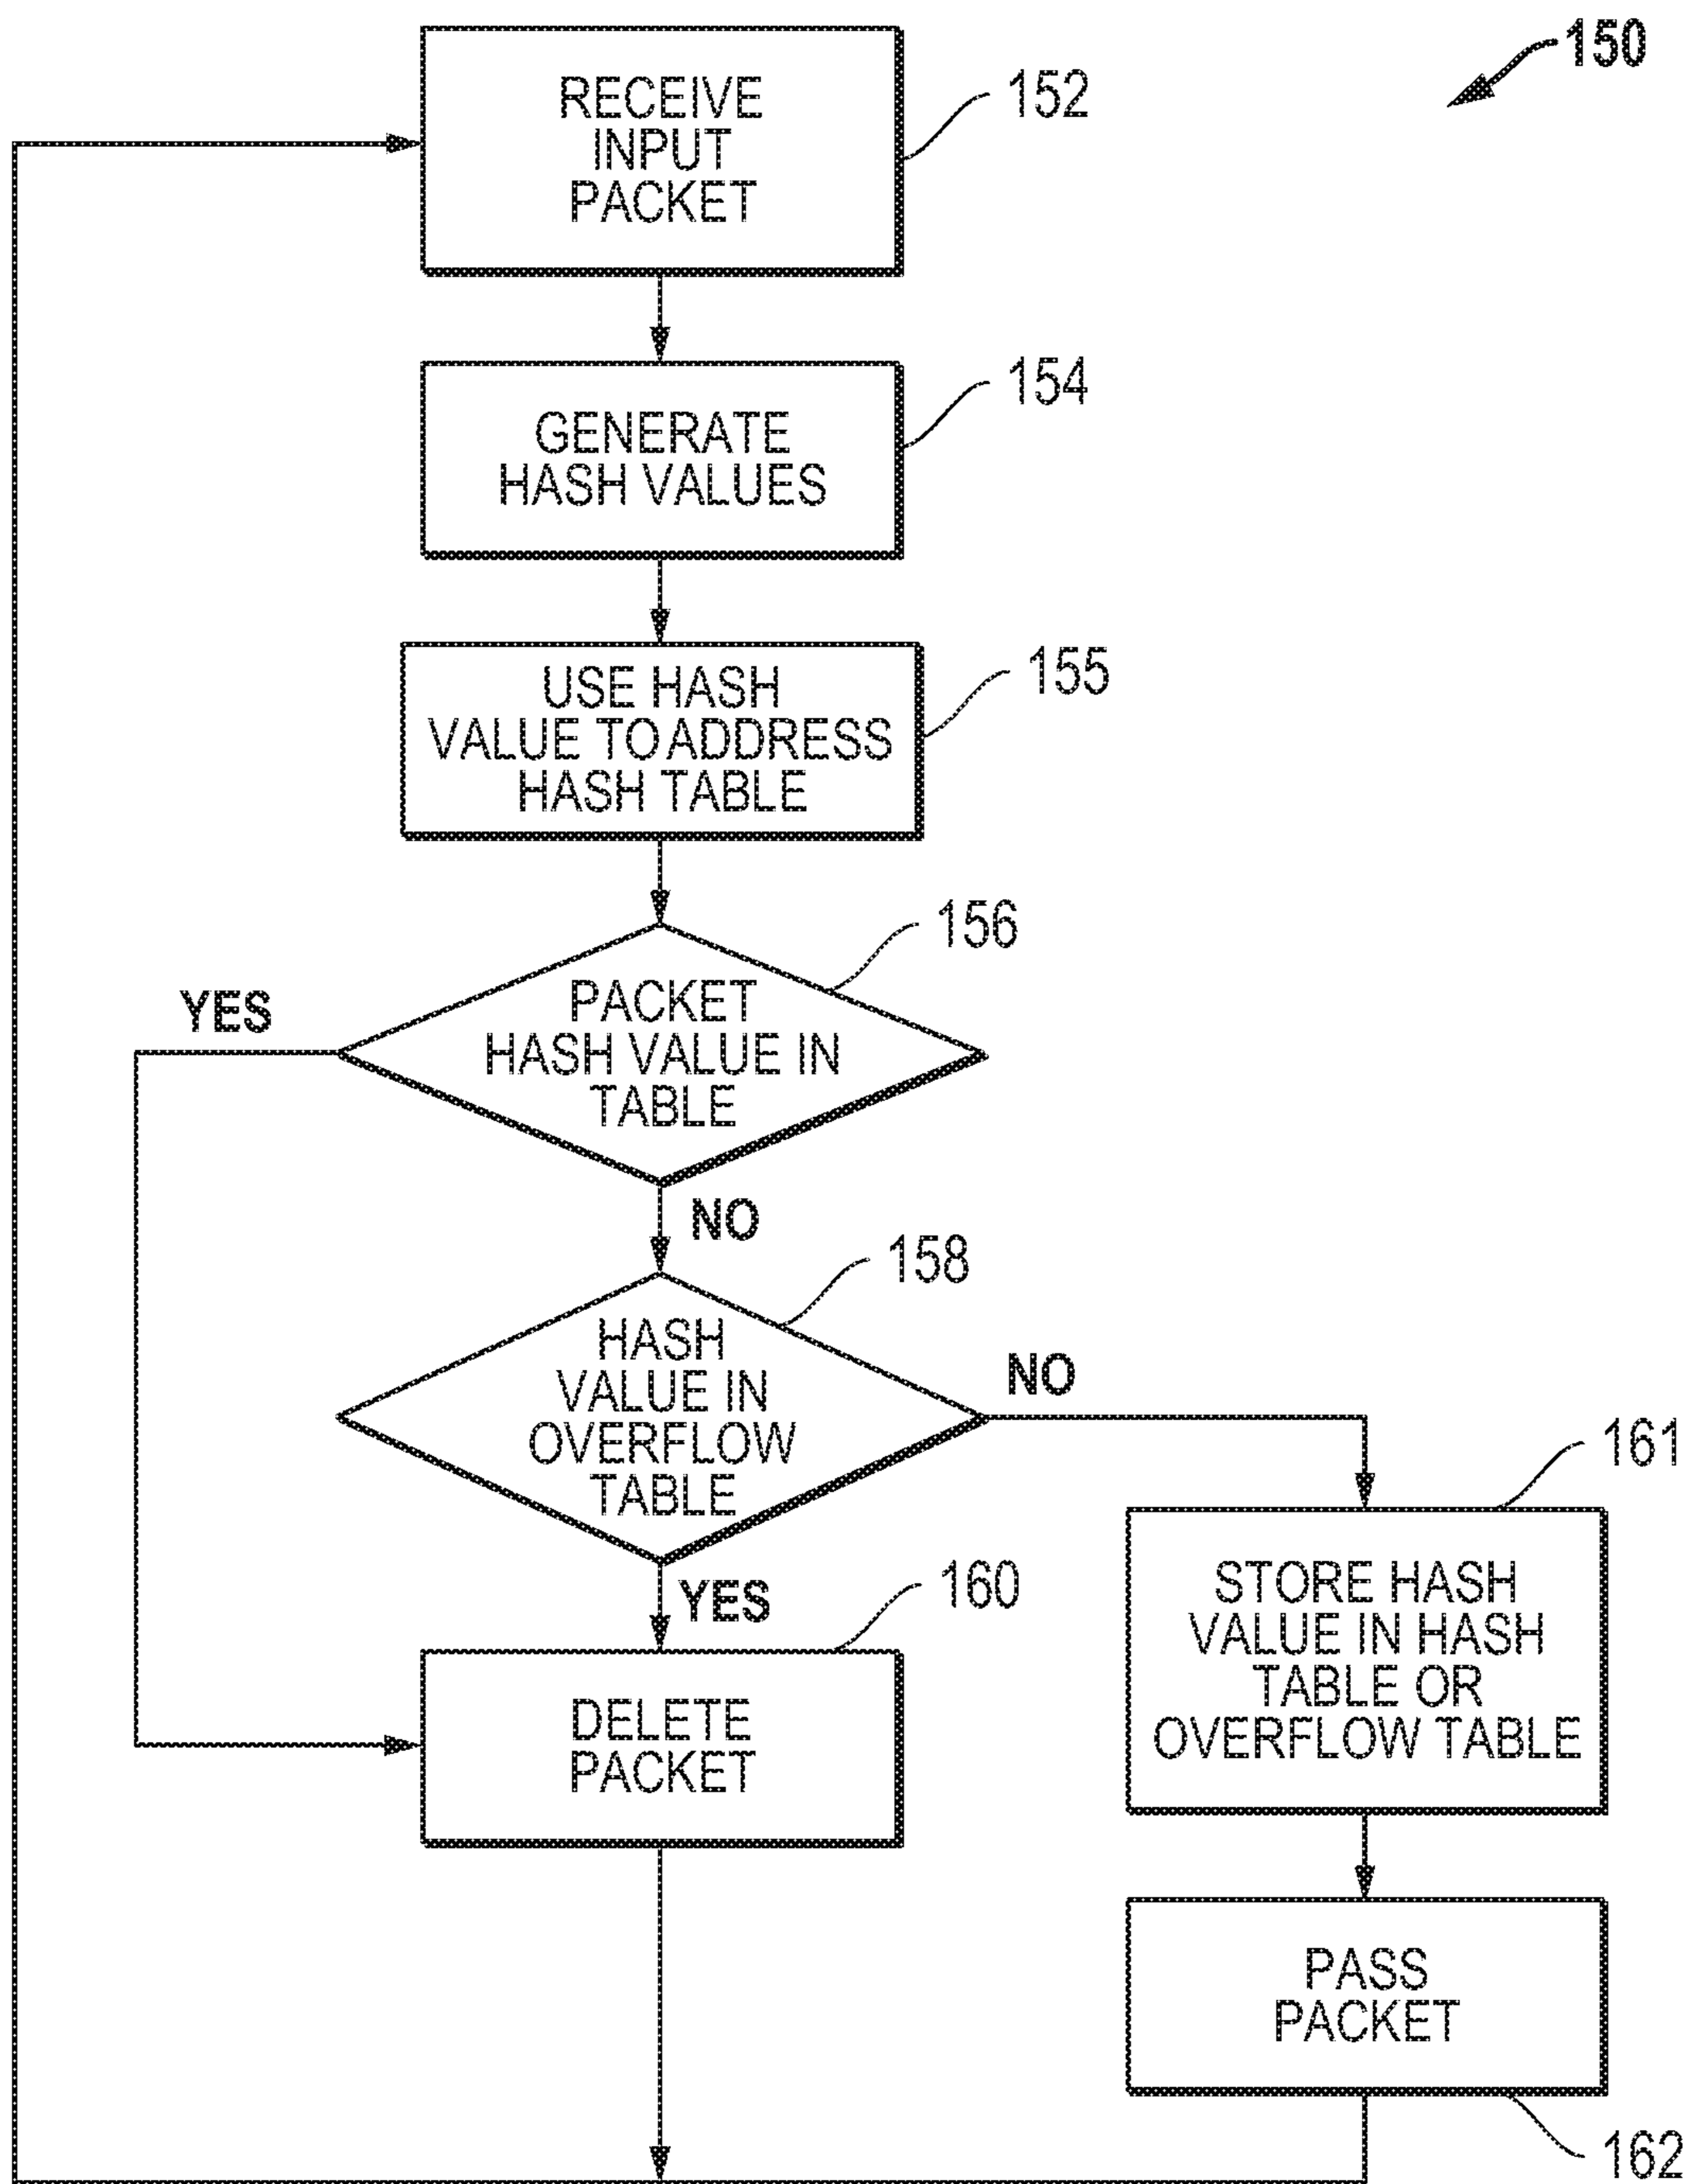 150
RECEIVE
INPUT
PACKET
152
GENERATE
HASH VALUES
154
USE HASH
VALUE TO ADDRESS
HASH TABLE
155
PACKET
HASH VALUE IN
TABLE
156
YES
NO
HASH
VALUE IN
OVERFLOW
TABLE
158
NO
YES
DELETE
PACKET
160
STORE HASH
VALUE IN HASH
TABLE OR
OVERFLOW TABLE
161
PASS
PACKET
162